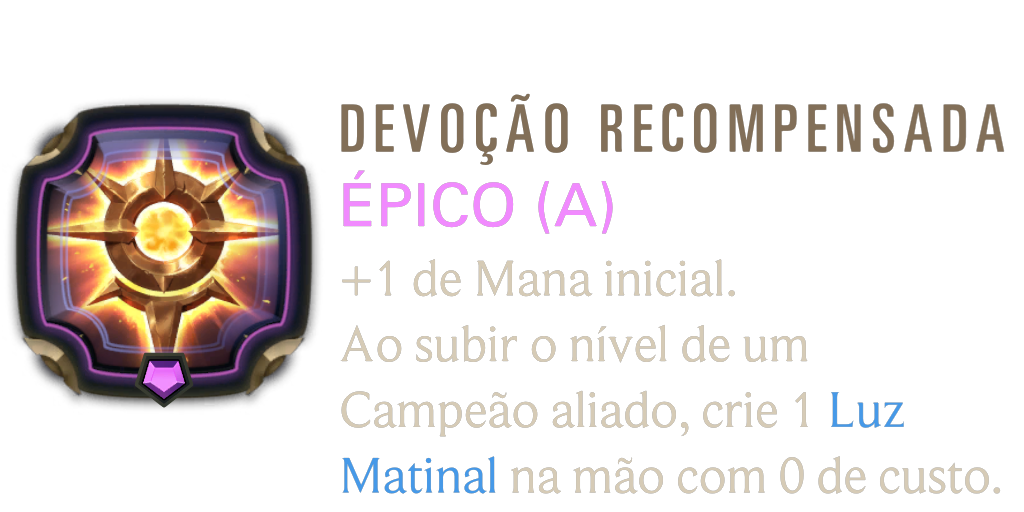 DEVOÇÃO RECOMPENSADA
ÉPICO (A)
+1 de Mana inicial.
Ao subir o nível de um
Campeão aliado, crie 1 Luz
Matinal na mão com 0 de custo.